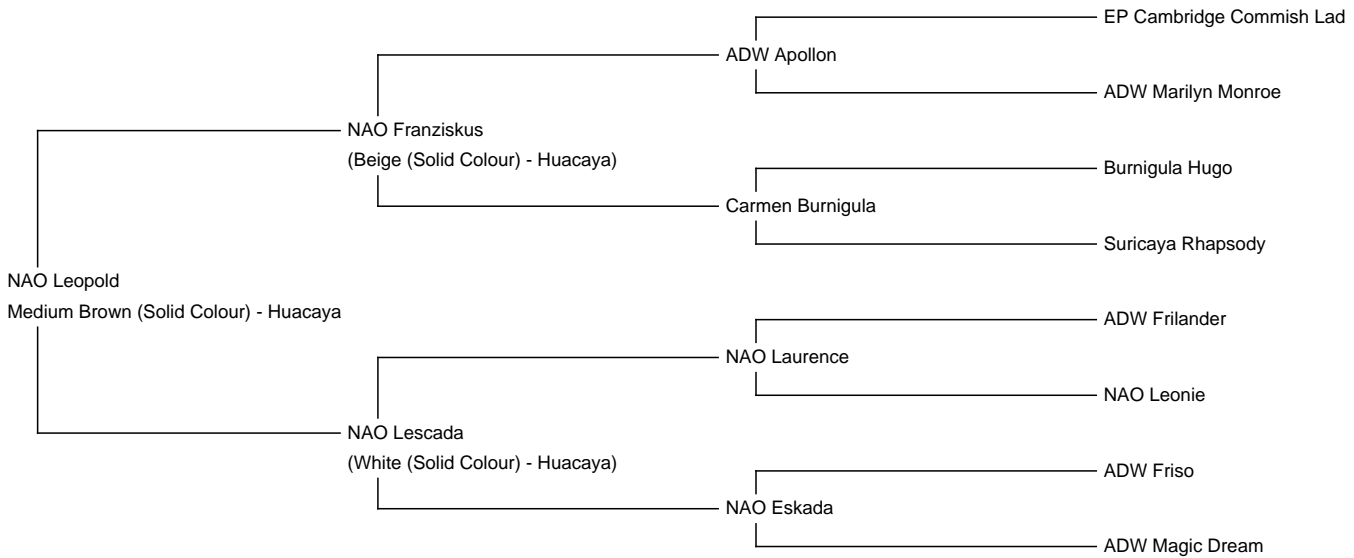 EP Cambridge Commish Lad
ADW Apollon
ADW Marilyn Monroe
NAO Franziskus
(Beige (Solid Colour) - Huacaya)
Burnigula Hugo
Carmen Burnigula
Suricaya Rhapsody
NAO Leopold
Medium Brown (Solid Colour) - Huacaya
ADW Frilander
NAO Laurence
NAO Leonie
NAO Lescada
(White (Solid Colour) - Huacaya)
ADW Friso
NAO Eskada
ADW Magic Dream